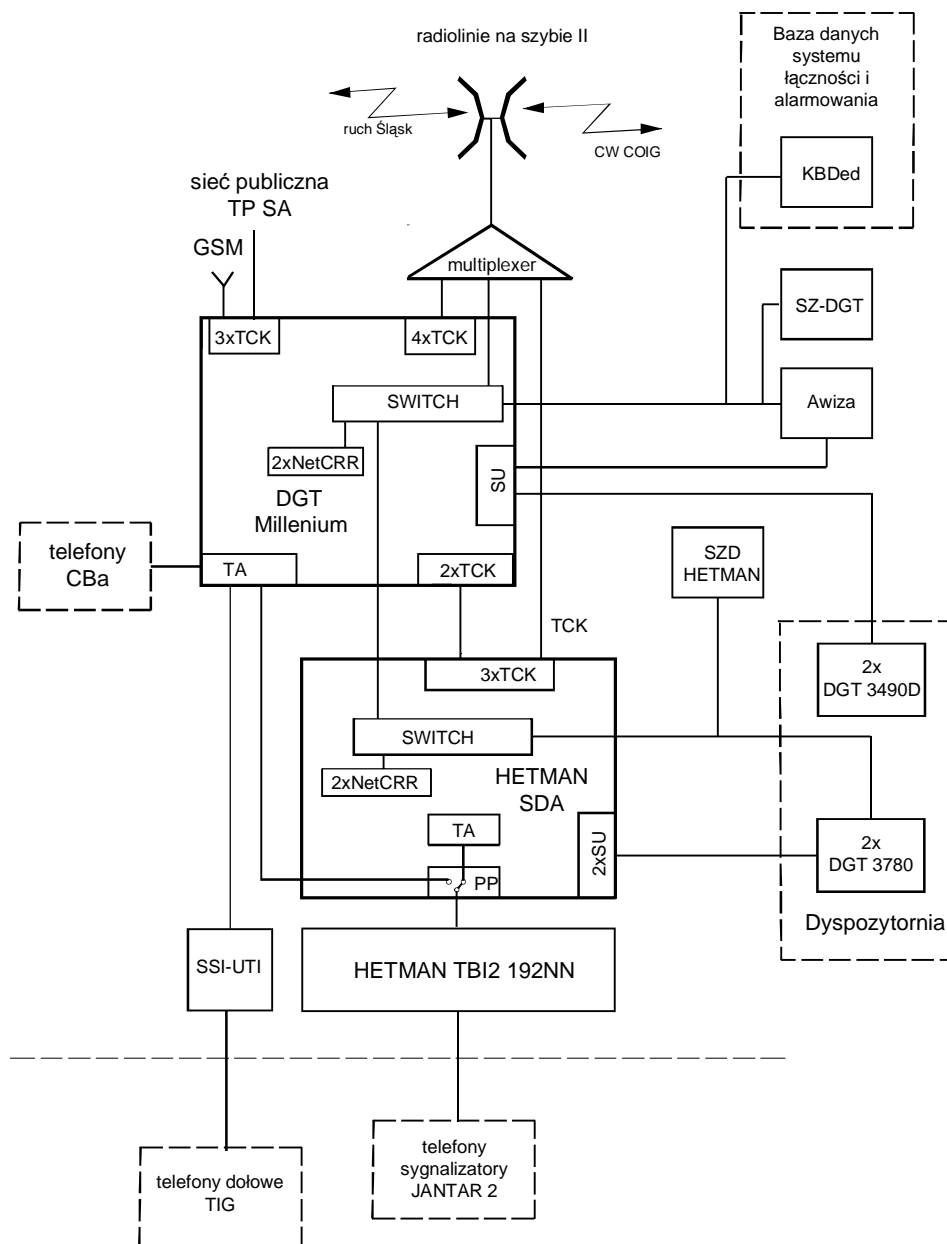 radiolinie na szybie II
Baza danych
systemu
łączności i
alarmowania
ruch Śląsk
CW COIG
KBDed
sieć publiczna
TP SA
GSM
multiplexer
3xTCK
4xTCK
SZ-DGT
SWITCH
Awiza
2xNetCRR
SU
DGT
Millenium
telefony
CBa
TA
2xTCK
SZD
HETMAN
TCK
3xTCK
2x
DGT 3490D
SWITCH
2xNetCRR
HETMAN
SDA
TA
2xSU
2x
DGT 3780
PP
Dyspozytornia
SSI-UTI
HETMAN TBI2 192NN
telefony
sygnalizatory
JANTAR 2
telefony dołowe
TIG